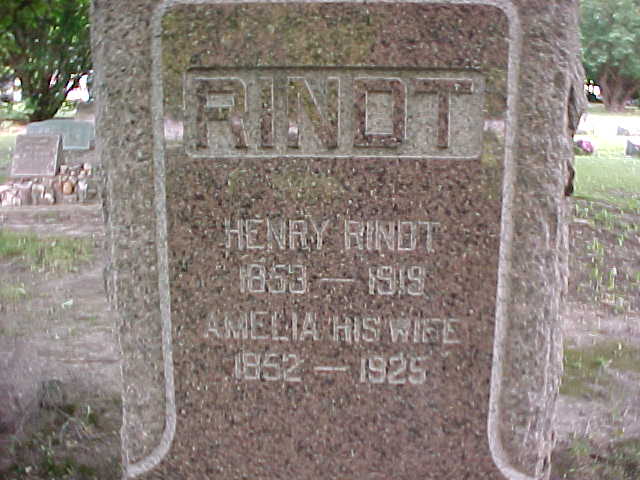 RINDT
HENRY RINDT
1853 — 1919
AMELIA HIS WIFE
1852 — 1925